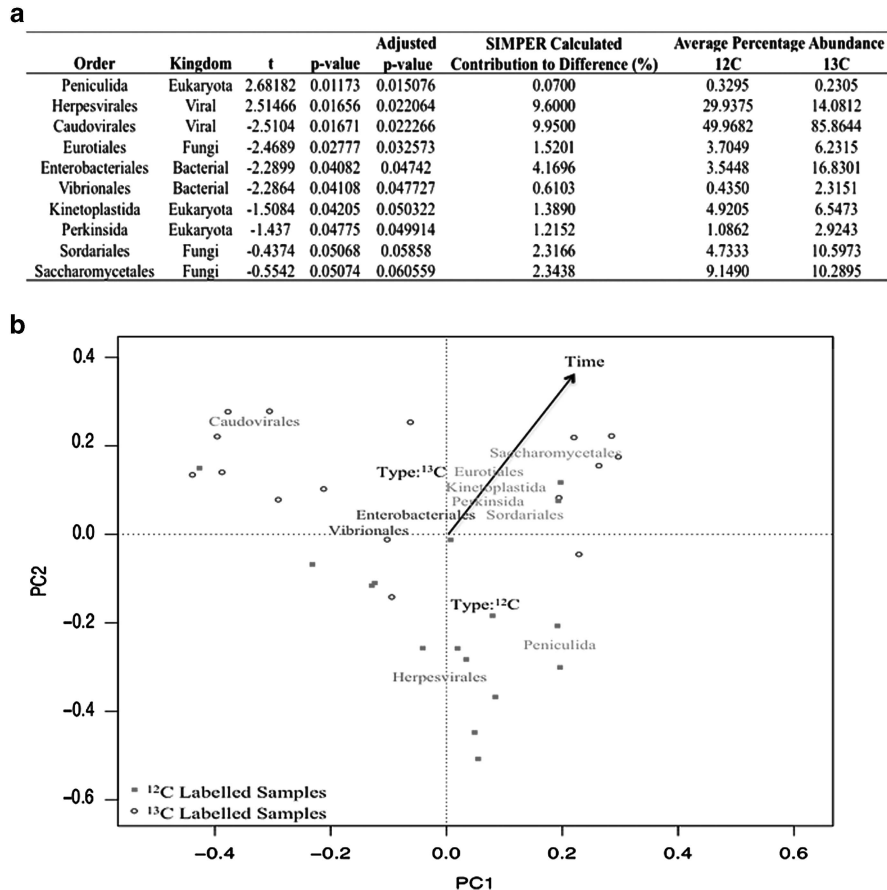 a
Adjusted SIMPER Calculated Average Percentage Abundance
Order Kingdom t p-value p-value Contribution to Difference (%) 12C 13C
Peniculida Eukaryota 2.68182 0.01173 0.015076 0.0700 0.3295 0.2305
Herpesvirales Viral 2.51466 0.01656 0.022064 9.6000 29.9375 14.0812
Caudovirales Viral -2.5104 0.01671 0.022266 9.9500 49.9682 85.8644
Eurotiales Fungi -2.4689 0.02777 0.032573 1.5201 3.7049 6.2315
Enterobacteriales Bacterial -2.2899 0.04082 0.04742 4.1696 3.5448 16.8301
Vibrionales Bacterial -2.2864 0.04108 0.047727 0.6103 0.4350 2.3151
Kinetoplastida Eukaryota -1.5084 0.04205 0.050322 1.3890 4.9205 6.5473
Perkinsida Eukaryota -1.437 0.04775 0.049914 1.2152 1.0862 2.9243
Sordariales Fungi -0.4374 0.05068 0.05858 2.3166 4.7333 10.5973
Saccharomycetales Fungi -0.5542 0.05074 0.060559 2.3438 9.1490 10.2895
b
0.4
Time
Caudovirales
0.2
Saccharomycetales
Type:¹³C Eurotiales
Kinetoplastida
Perkinsida
Enterobacteriales Sordariales
Vibrionales
0.0
PC2
Type:¹²C
−0.2
Peniculida
Herpesvirales
−0.4
−0.6
¹²C Labelled Samples
¹³C Labelled Samples
−0.4 −0.2 0.0 0.2 0.4 0.6
PC1